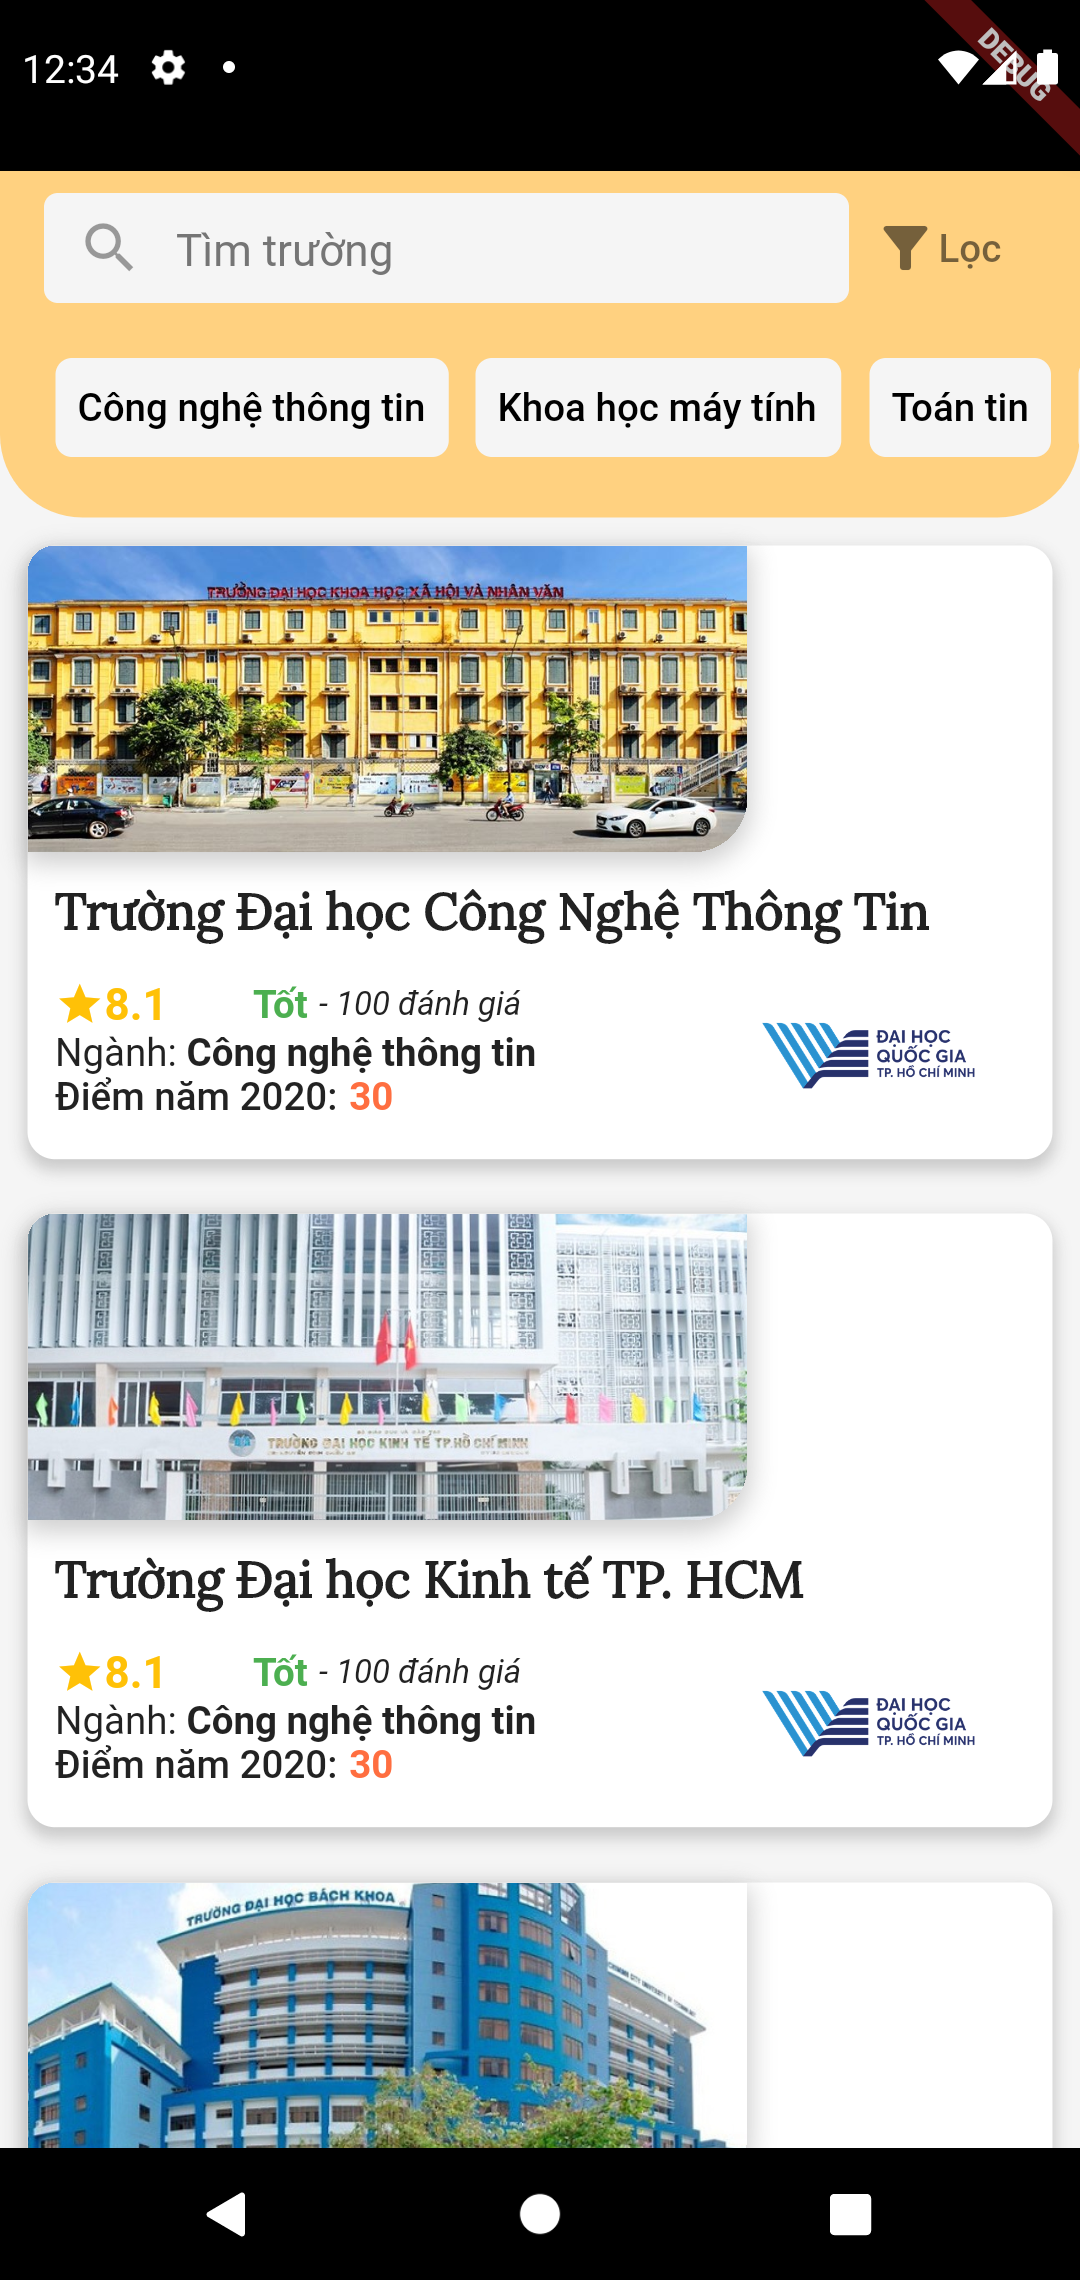 12:34
DEBUG
Tìm trường
Lọc
Công nghệ thông tin
Khoa học máy tính
Toán tin
TRƯỜNG ĐẠI HỌC KHOA HỌC XÃ HỘI VÀ NHÂN VĂN
Trường Đại học Công Nghệ Thông Tin
8.1 Tốt - 100 đánh giá
Ngành: Công nghệ thông tin
Điểm năm 2020: 30
ĐẠI HỌC
QUỐC GIA
TP. HỒ CHÍ MINH
TRƯỜNG ĐẠI HỌC KINH TẾ TP.HỒ CHÍ MINH
Trường Đại học Kinh tế TP. HCM
8.1 Tốt - 100 đánh giá
Ngành: Công nghệ thông tin
Điểm năm 2020: 30
ĐẠI HỌC
QUỐC GIA
TP. HỒ CHÍ MINH
TRƯỜNG ĐẠI HỌC BÁCH KHOA